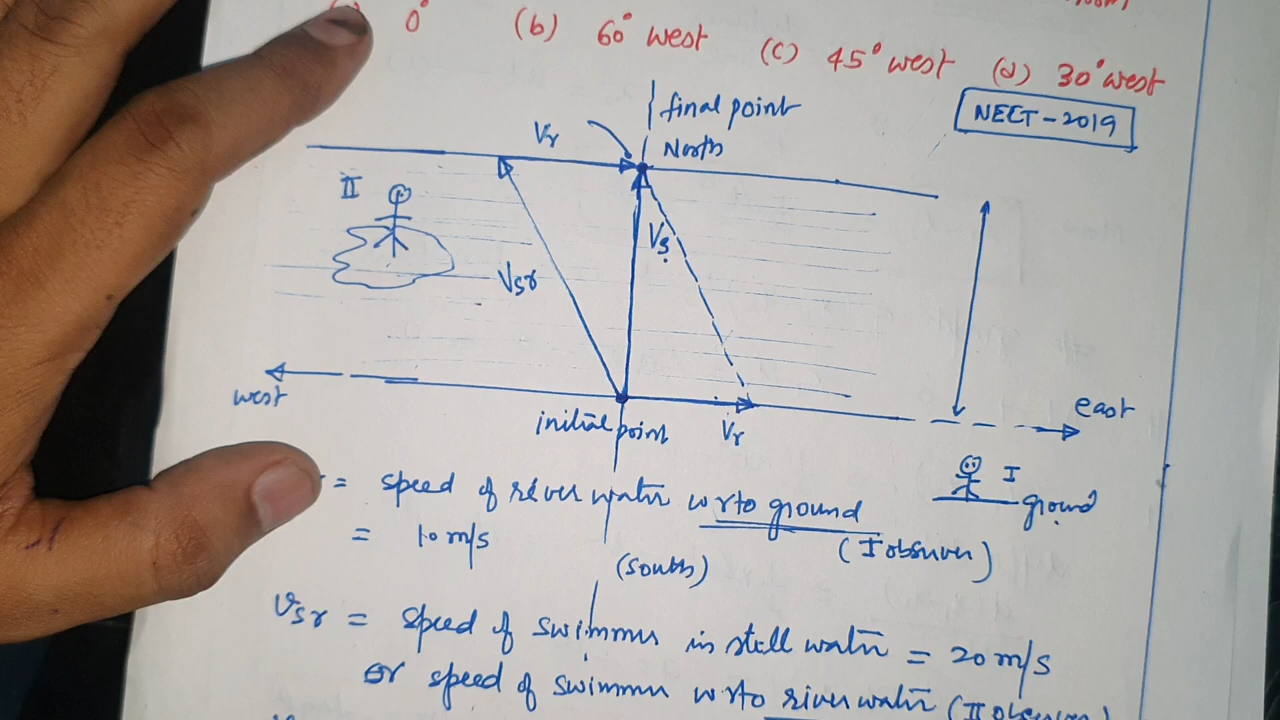 0° (b) 60° west (c) 45° west (d) 30° west
NEET-2019
final point
North
Vr
II
Vs
Vsr
west
east
initial point
Vr
I
ground
= speed of river water w r to ground
(I observer)
= 10 m/s
(South)
Vsr = speed of swimmer in still water = 20 m/s
or speed of swimmer w r to river water (II observer)